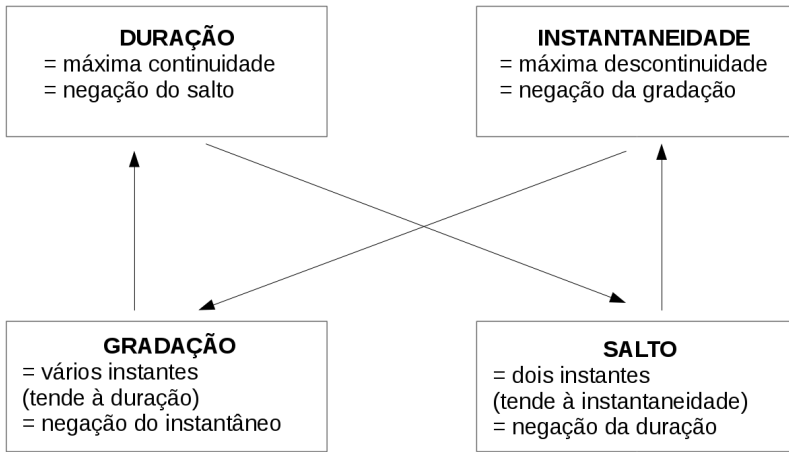 DURAÇÃO
= máxima continuidade
= negação do salto
INSTANTANEIDADE
= máxima descontinuidade
= negação da gradação
GRADAÇÃO
= vários instantes
(tende à duração)
= negação do instantâneo
SALTO
= dois instantes
(tende à instantaneidade)
= negação da duração